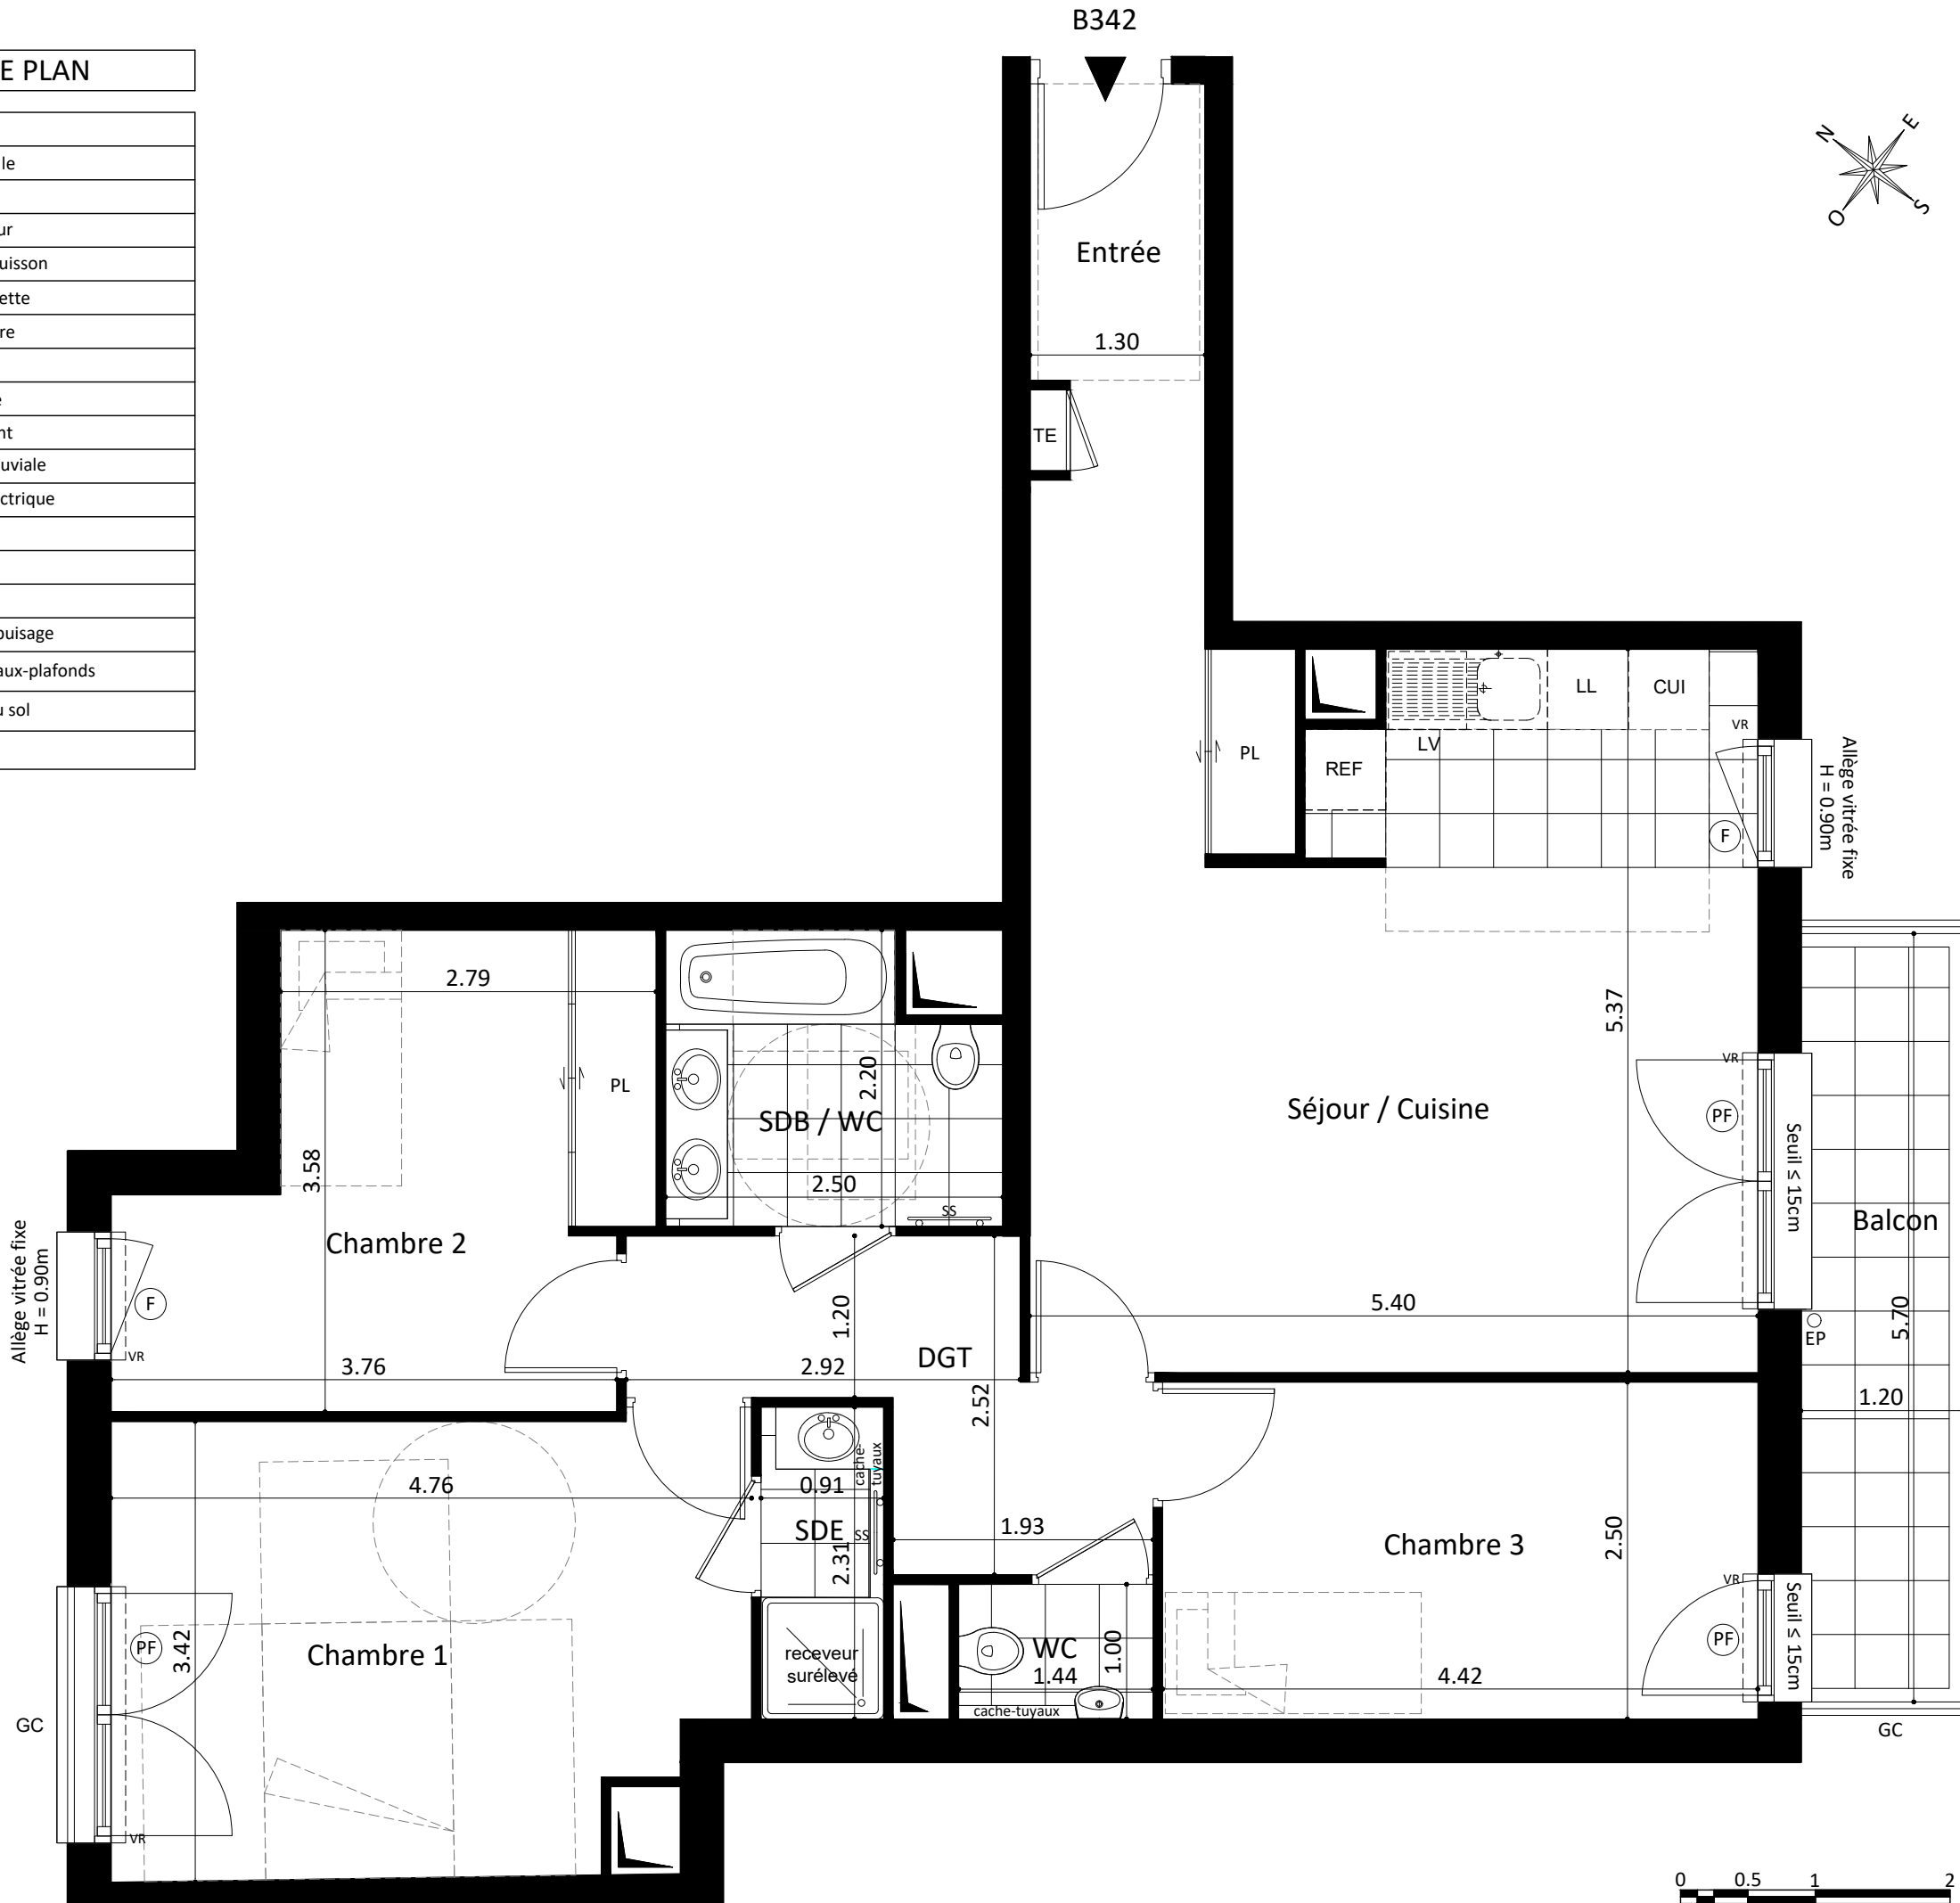 B342
E PLAN
le
ur
uisson
ette
re
e
nt
uviale
ctrique
puisage
aux-plafonds
u sol
N
E
O
S
Entrée
1.30
TE
PL
REF
LV
LL
CUI
VR
F
Allège vitrée fixe
H = 0.90m
5.37
Séjour / Cuisine
VR
PF
Seuil ≤ 15cm
Balcon
5.40
EP
5.70
1.20
2.79
PL
SDB / WC
2.20
2.50
SS
3.58
Chambre 2
Allège vitrée fixe
H = 0.90m
F
VR
3.76
1.20
2.92
DGT
2.52
4.76
0.91
cache-
tuyaux
SDE
SS
2.31
1.93
Chambre 3
2.50
VR
PF
Seuil ≤ 15cm
PF
3.42
Chambre 1
receveur
surélevé
WC
1.44
1.00
cache-tuyaux
4.42
GC
GC
VR
0
0.5
1
2